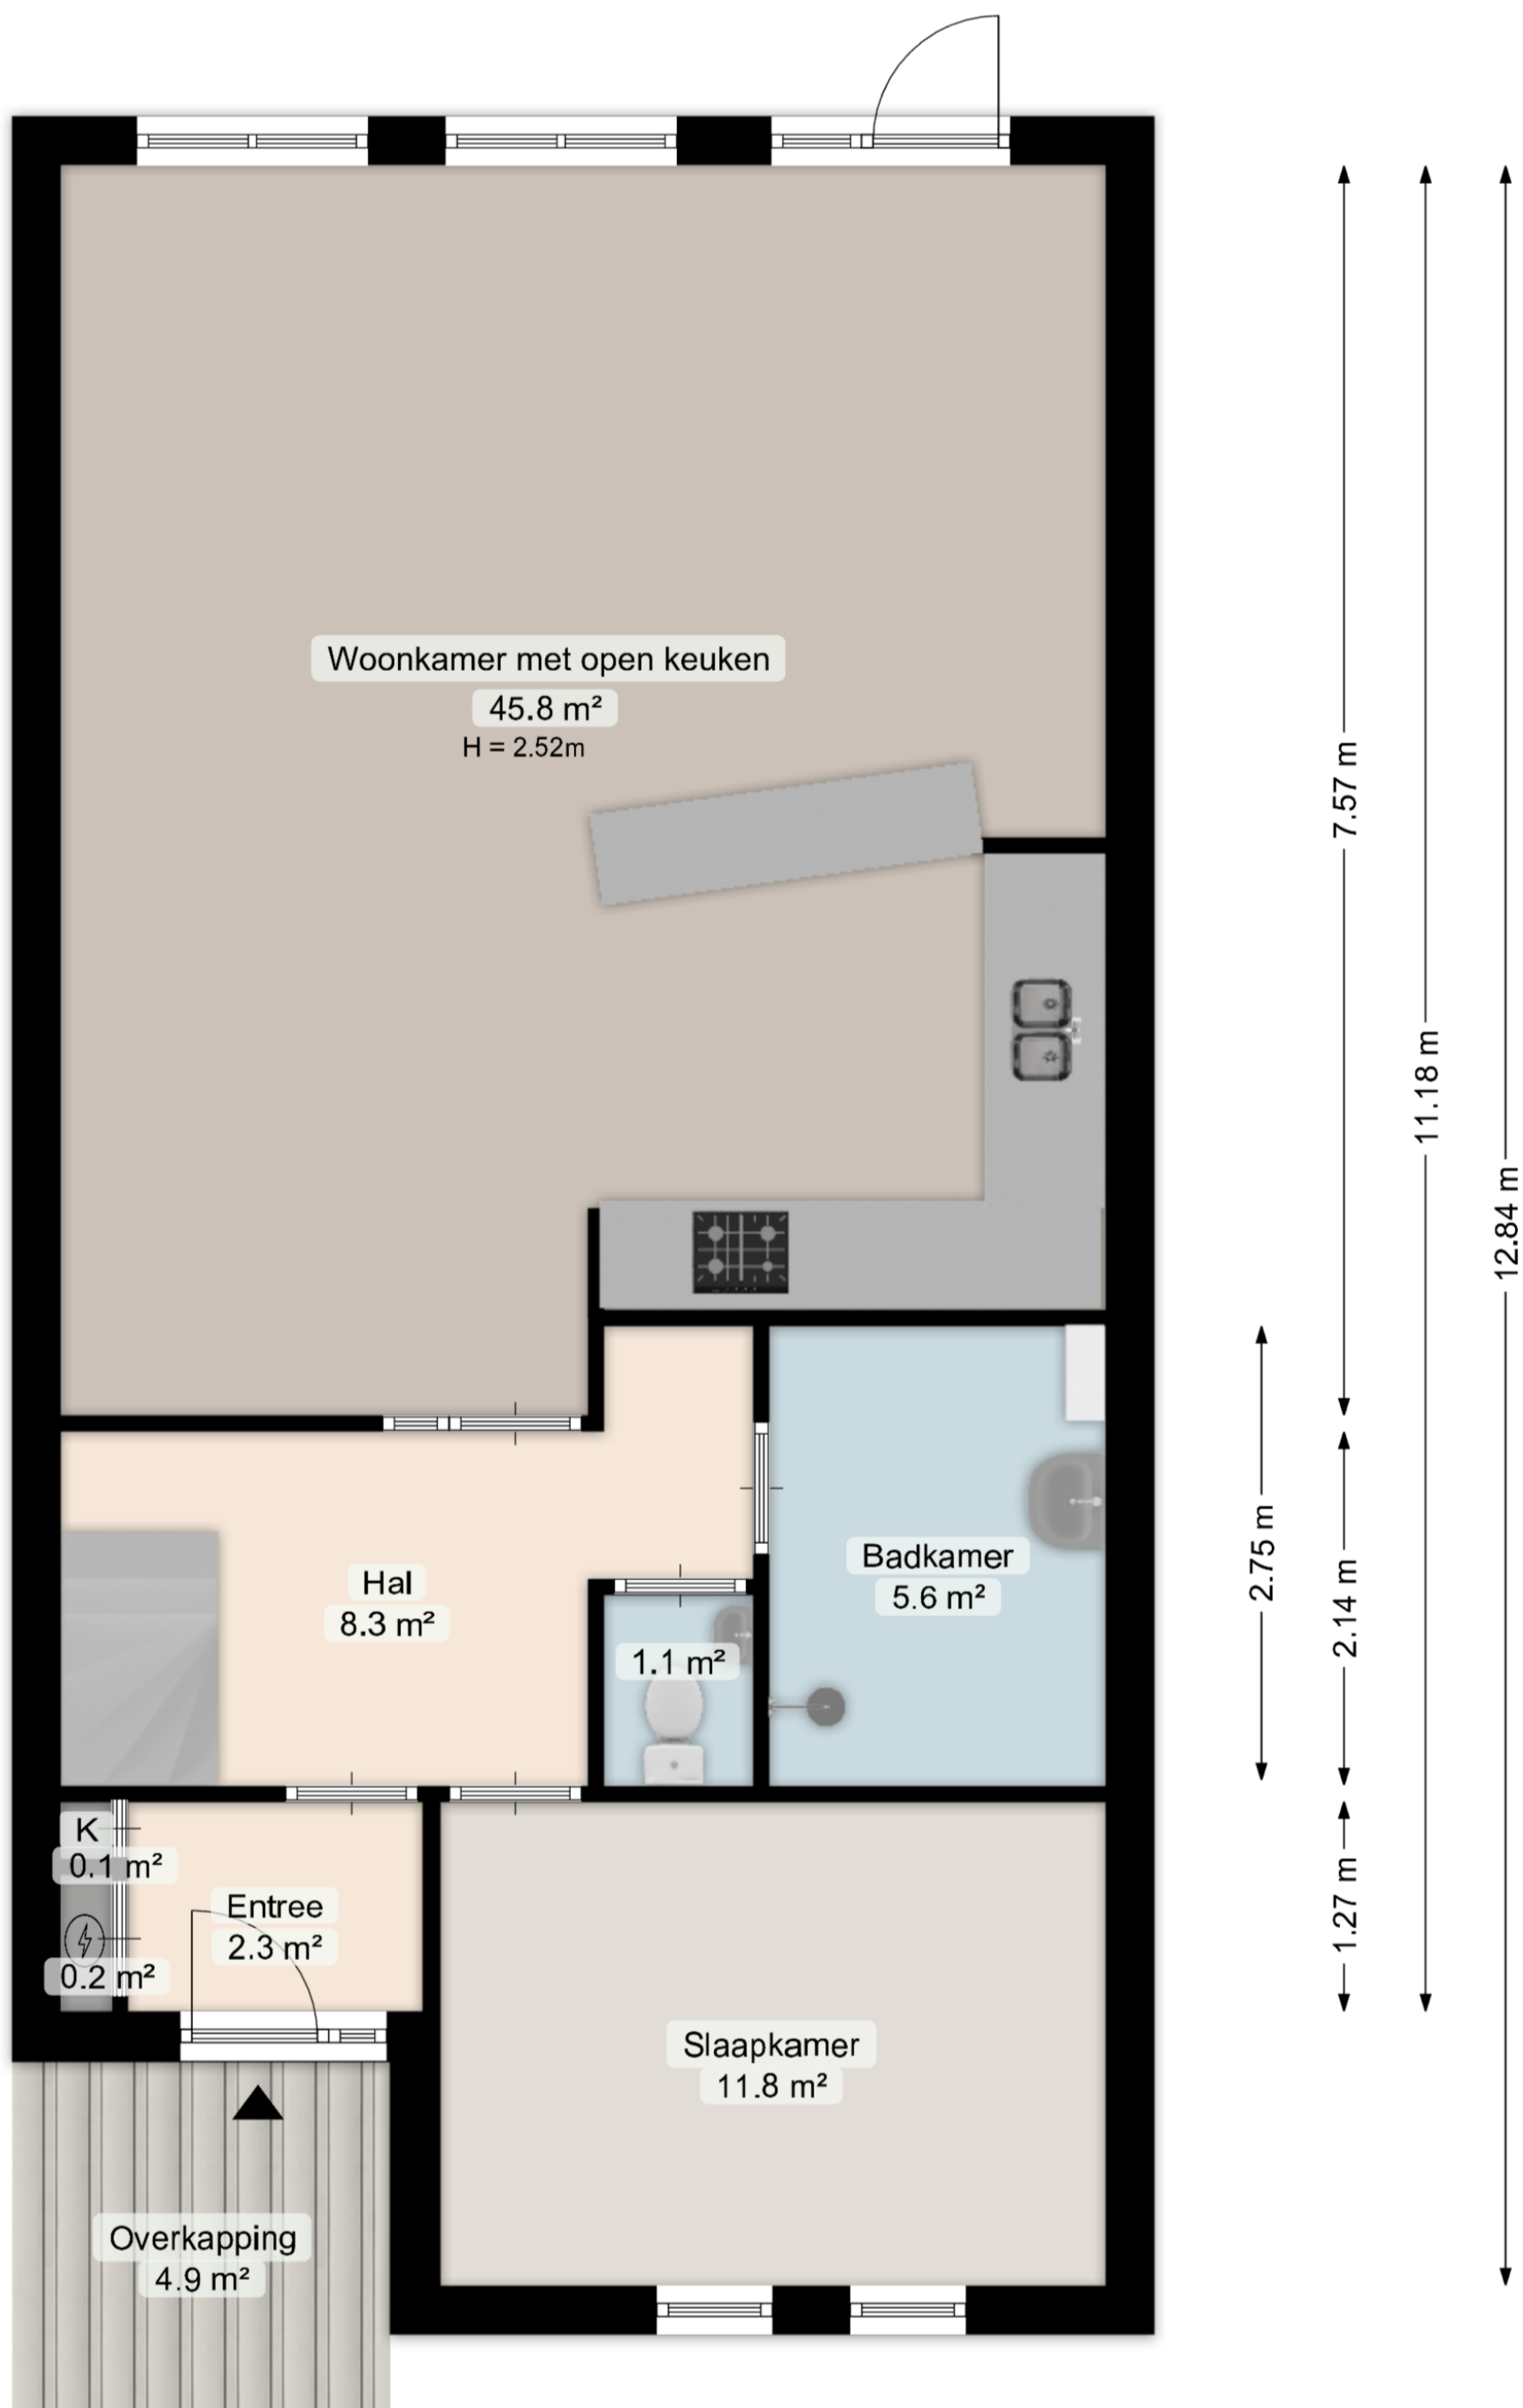 Woonkamer met open keuken
45.8 m²
H = 2.52m
7.57 m
11.18 m
12.84 m
Hal
8.3 m²
1.1 m²
Badkamer
5.6 m²
2.75 m
2.14 m
K
0.1 m²
0.2 m²
Entree
2.3 m²
1.27 m
Slaapkamer
11.8 m²
Overkapping
4.9 m²